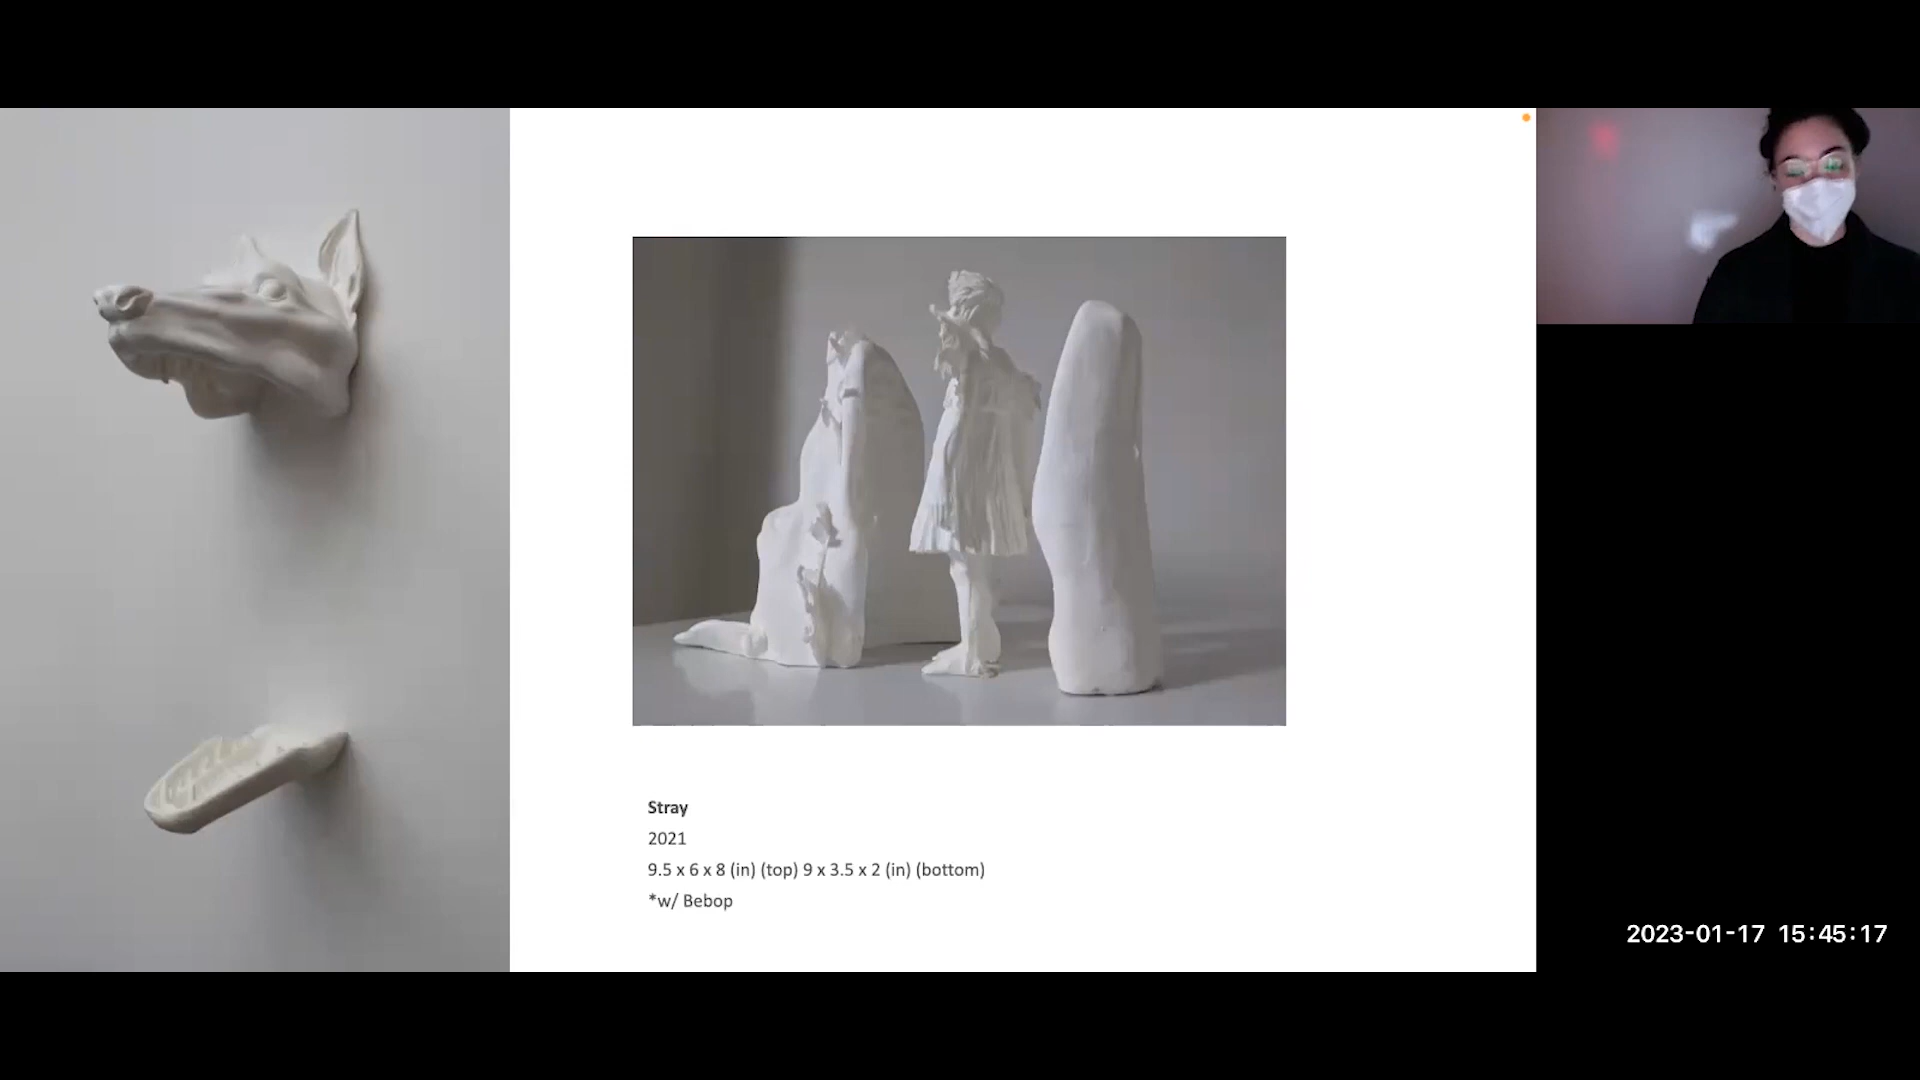 Stray
2021
9.5 x 6 x 8 (in) (top) 9 x 3.5 x 2 (in) (bottom)
*w/ Bebop
2023-01-17 15:45:17